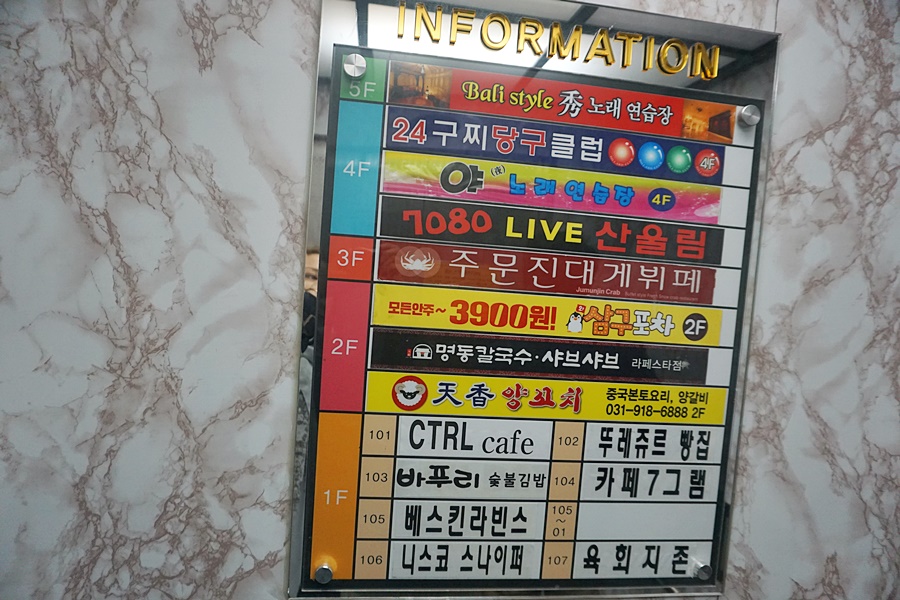 INFORMATION
5F
Bali style 秀 노래 연습장
24구찌당구클럽 4F
4F
야(夜)노래연습장 4F
7080 LIVE 산울림
3F
주문진대게뷔페
Jumunjin Crab
모든안주~3900원! 삼구포차 2F
2F
명동칼국수·샤브샤브 라페스타점
天香 양꼬치 중국본토요리, 양갈비
031-918-6888 2F
1F
101 CTRL cafe 102 뚜레쥬르 빵집
103 바푸리 숯불김밥 104 카페7그램
105 베스킨라빈스 105~01
106 니스코 스나이퍼 107 육회지존